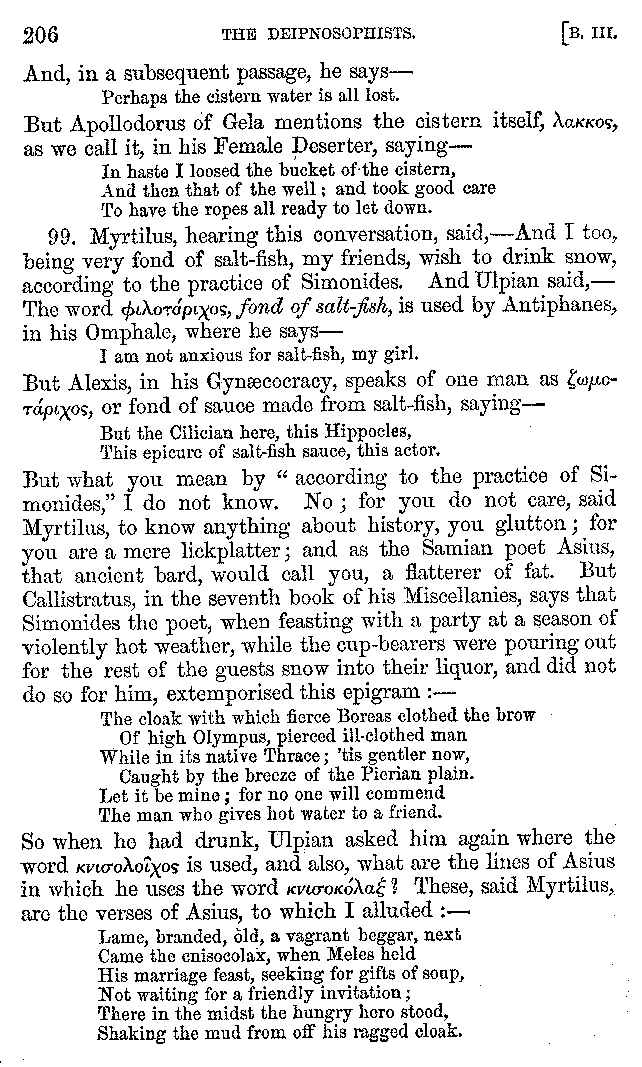 206 THE DEIPNOSOPHISTS. [B. III.
And, in a subsequent passage, he says—
Perhaps the cistern water is all lost.
But Apollodorus of Gela mentions the cistern itself, λακκος,
as we call it, in his Female Deserter, saying—
In haste I loosed the bucket of the cistern,
And then that of the well; and took good care
To have the ropes all ready to let down.
99. Myrtilus, hearing this conversation, said,—And I too,
being very fond of salt-fish, my friends, wish to drink snow,
according to the practice of Simonides. And Ulpian said,—
The word φιλοτάριχος, fond of salt-fish, is used by Antiphanes,
in his Omphale, where he says—
I am not anxious for salt-fish, my girl.
But Alexis, in his Gynæcocracy, speaks of one man as ζωμο-
τάριχος, or fond of sauce made from salt-fish, saying—
But the Cilician here, this Hippocles,
This epicure of salt-fish sauce, this actor.
But what you mean by “ according to the practice of Si-
monides,” I do not know. No; for you do not care, said
Myrtilus, to know anything about history, you glutton; for
you are a mere lickplatter; and as the Samian poet Asius,
that ancient bard, would call you, a flatterer of fat. But
Callistratus, in the seventh book of his Miscellanies, says that
Simonides the poet, when feasting with a party at a season of
violently hot weather, while the cup-bearers were pouring out
for the rest of the guests snow into their liquor, and did not
do so for him, extemporised this epigram :—
The cloak with which fierce Boreas clothed the brow
Of high Olympus, pierced ill-clothed man
While in its native Thrace; 'tis gentler now,
Caught by the breeze of the Pierian plain.
Let it be mine; for no one will commend
The man who gives hot water to a friend.
So when he had drunk, Ulpian asked him again where the
word κνισολοῖχος is used, and also, what are the lines of Asius
in which he uses the word κνισοκόλαξ? These, said Myrtilus,
are the verses of Asius, to which I alluded :—
Lame, branded, old, a vagrant beggar, next
Came the cnisocolax, when Meles held
His marriage feast, seeking for gifts of soup,
Not waiting for a friendly invitation;
There in the midst the hungry hero stood,
Shaking the mud from off his ragged cloak.